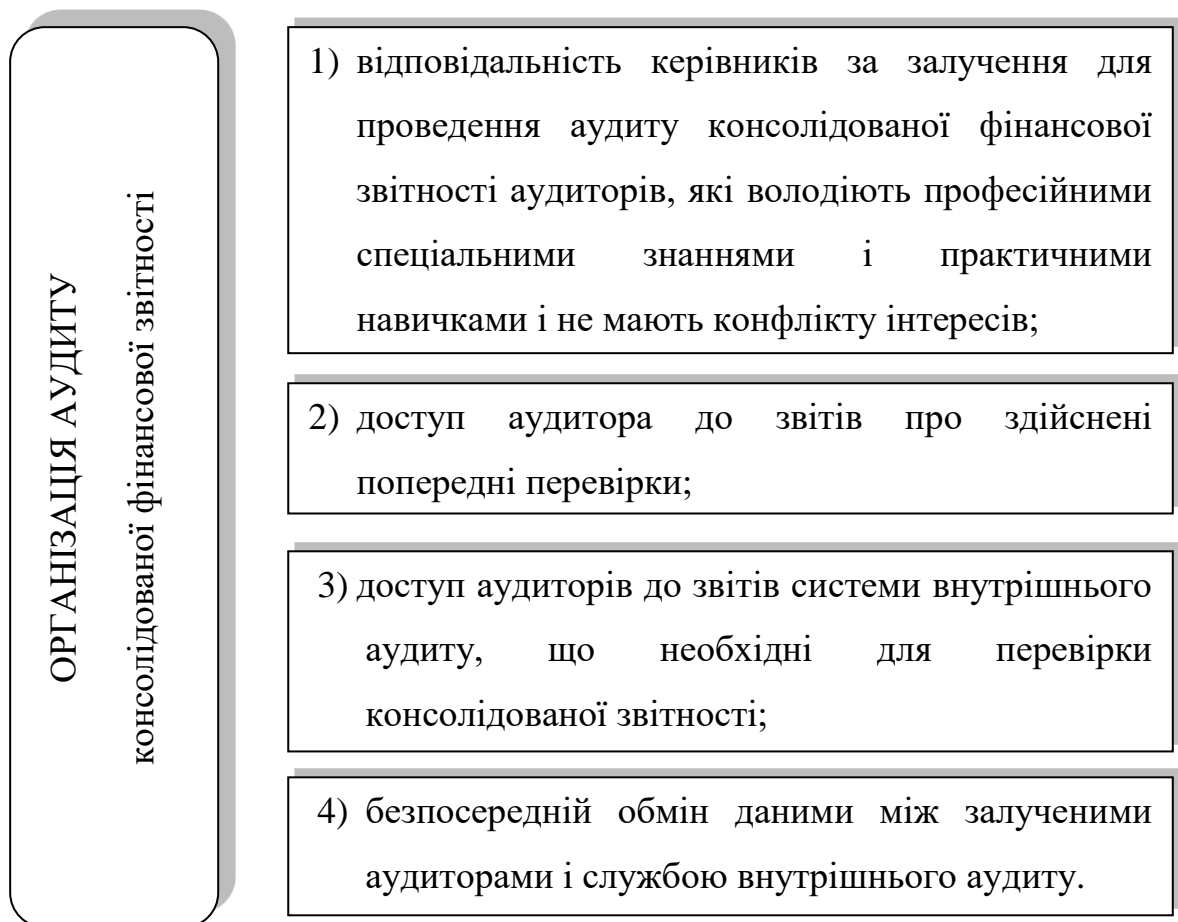 ОРГАНІЗАЦІЯ АУДИТУ
консолідованої фінансової звітності
1) відповідальність керівників за залучення для
проведення аудиту консолідованої фінансової
звітності аудиторів, які володіють професійними
спеціальними знаннями і практичними
навичками і не мають конфлікту інтересів;
2) доступ аудитора до звітів про здійснені
попередні перевірки;
3) доступ аудиторів до звітів системи внутрішнього
аудиту, що необхідні для перевірки
консолідованої звітності;
4) безпосередній обмін даними між залученими
аудиторами і службою внутрішнього аудиту.